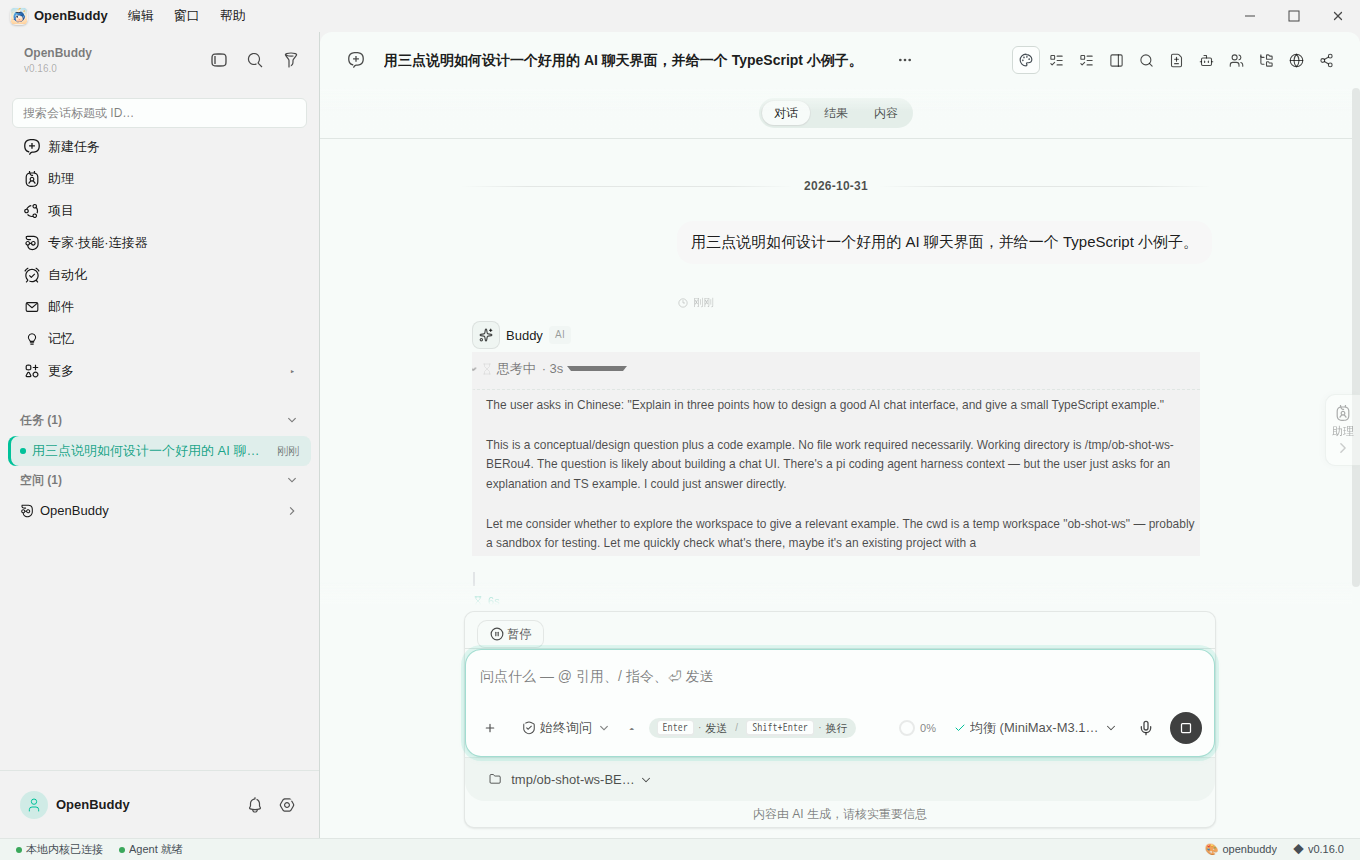 OpenBuddy 编辑 窗口 帮助
OpenBuddy
v0.16.0
搜索会话标题或 ID…
新建任务
助理
项目
专家·技能·连接器
自动化
邮件
记忆
更多
任务 (1)
用三点说明如何设计一个好用的 AI 聊… 刚刚
空间 (1)
OpenBuddy
OpenBuddy
用三点说明如何设计一个好用的 AI 聊天界面，并给一个 TypeScript 小例子。
对话 结果 内容
2026-10-31
用三点说明如何设计一个好用的 AI 聊天界面，并给一个 TypeScript 小例子。
刚刚
Buddy AI
思考中 · 3s
The user asks in Chinese: "Explain in three points how to design a good AI chat interface, and give a small TypeScript example."
This is a conceptual/design question plus a code example. No file work required necessarily. Working directory is /tmp/ob-shot-ws-
BERou4. The question is likely about building a chat UI. There's a pi coding agent harness context — but the user just asks for an
explanation and TS example. I could just answer directly.
Let me consider whether to explore the workspace to give a relevant example. The cwd is a temp workspace "ob-shot-ws" — probably
a sandbox for testing. Let me quickly check what's there, maybe it's an existing project with a
助理
暂停
问点什么 — @ 引用、/ 指令、⏎ 发送
始终询问 Enter · 发送 / Shift+Enter · 换行 0% 均衡 (MiniMax-M3.1…
tmp/ob-shot-ws-BE…
内容由 AI 生成，请核实重要信息
本地内核已连接 Agent 就绪 openbuddy v0.16.0